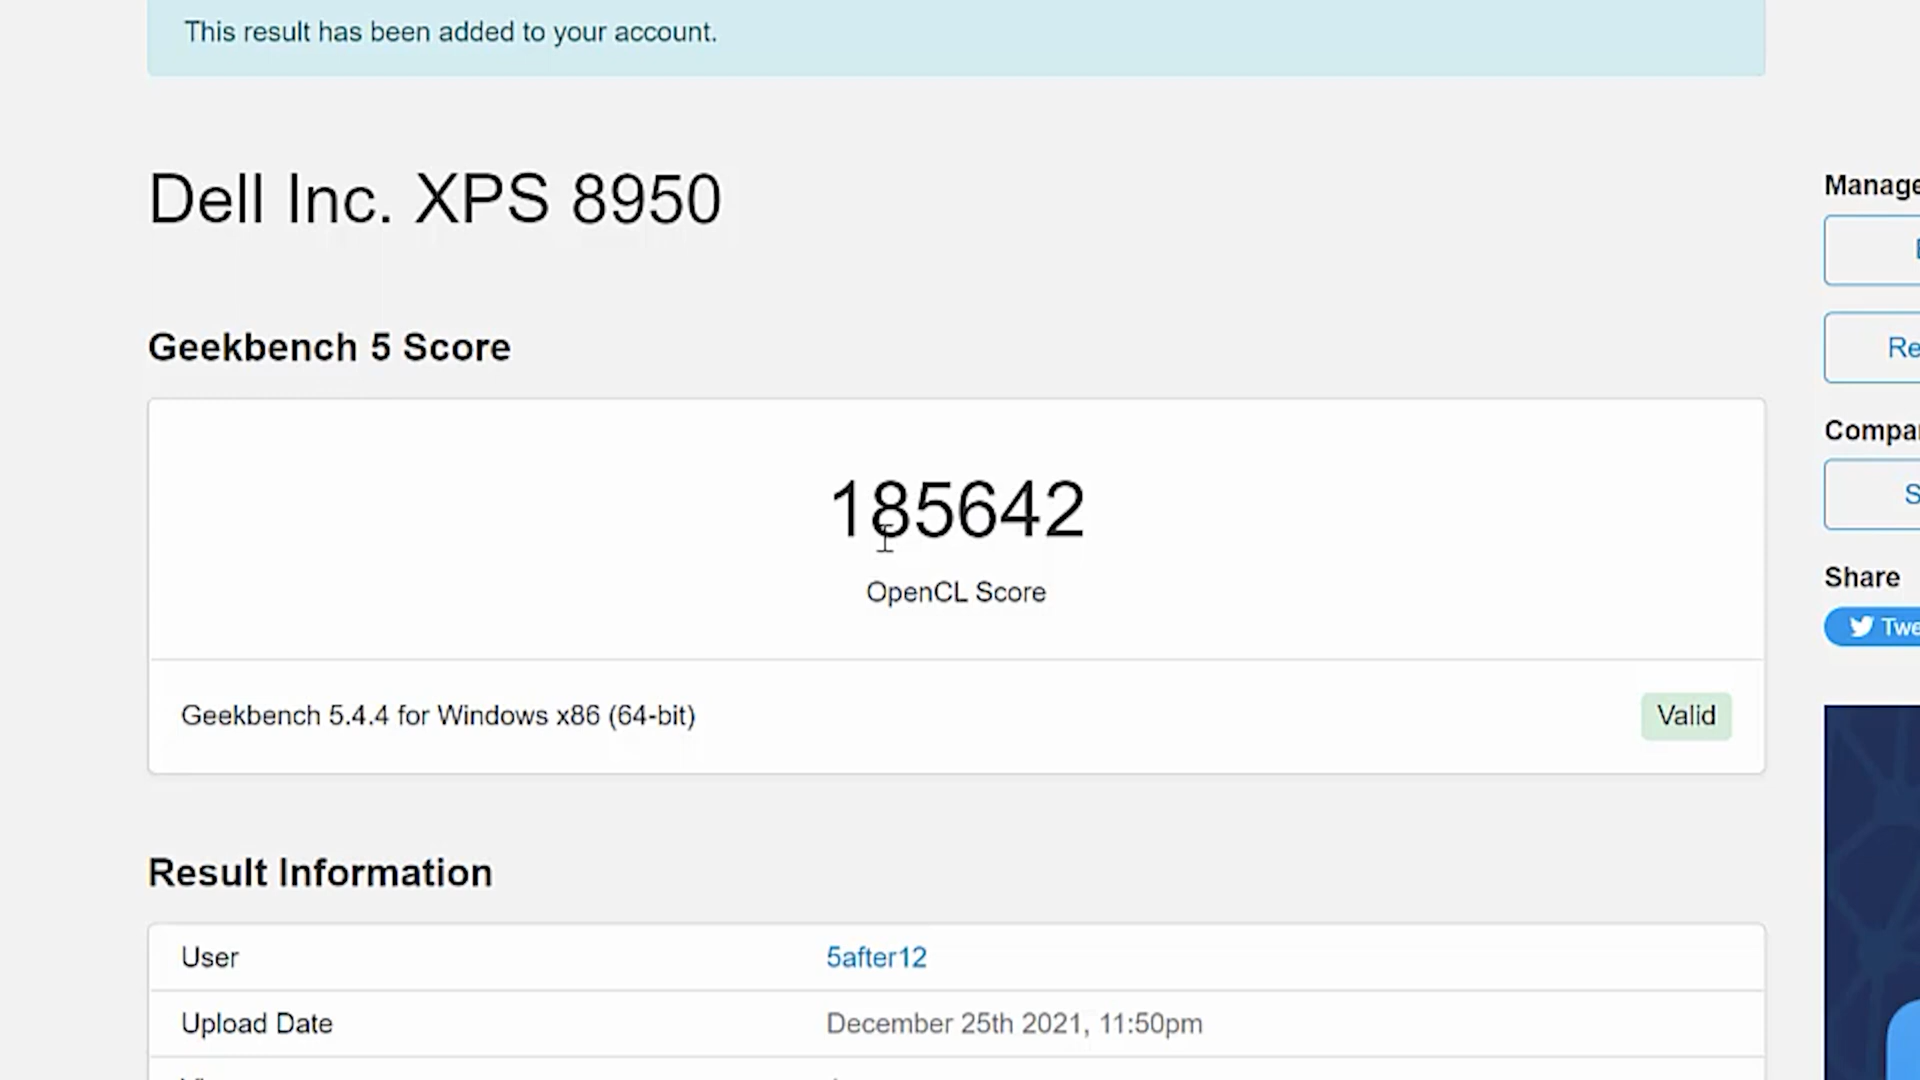 This result has been added to your account.
Dell Inc. XPS 8950
Geekbench 5 Score
185642
OpenCL Score
Geekbench 5.4.4 for Windows x86 (64-bit)
Valid
Result Information
User 5after12
Upload Date December 25th 2021, 11:50pm
Manage
Re
Compar
S
Share
Twe